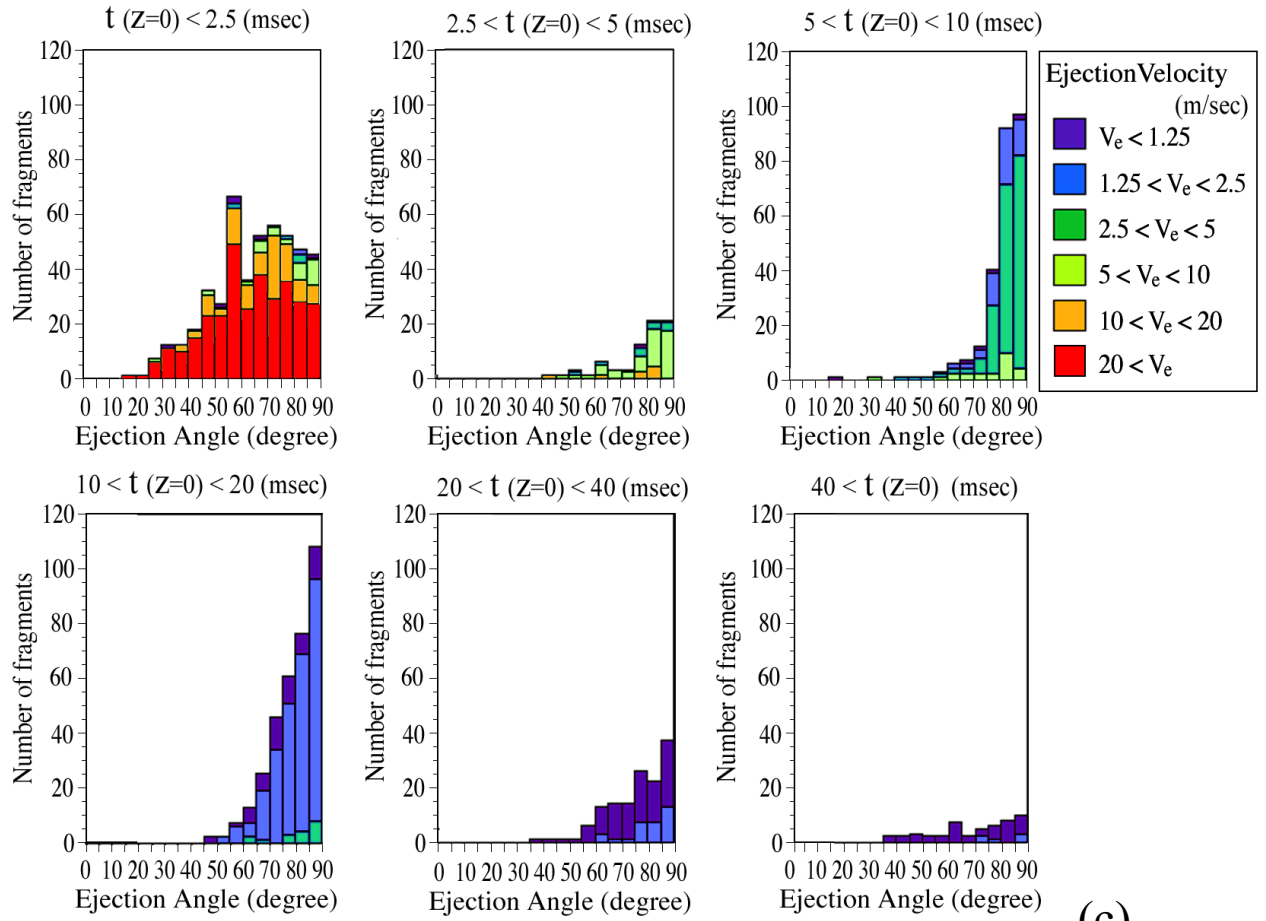 t (Z=0) < 2.5 (msec)
2.5 < t (Z=0) < 5 (msec)
5 < t (Z=0) < 10 (msec)
Number of fragments
120
100
80
60
40
20
0
0 10 20 30 40 50 60 70 80 90
Ejection Angle (degree)
Number of fragments
120
100
80
60
40
20
0
0 10 20 30 40 50 60 70 80 90
Ejection Angle (degree)
Number of fragments
120
100
80
60
40
20
0
0 10 20 30 40 50 60 70 80 90
Ejection Angle (degree)
EjectionVelocity
(m/sec)
Ve < 1.25
1.25 < Ve < 2.5
2.5 < Ve < 5
5 < Ve < 10
10 < Ve < 20
20 < Ve
10 < t (Z=0) < 20 (msec)
20 < t (Z=0) < 40 (msec)
40 < t (Z=0) (msec)
Number of fragments
120
100
80
60
40
20
0
0 10 20 30 40 50 60 70 80 90
Ejection Angle (degree)
Number of fragments
120
100
80
60
40
20
0
0 10 20 30 40 50 60 70 80 90
Ejection Angle (degree)
Number of fragments
120
100
80
60
40
20
0
0 10 20 30 40 50 60 70 80 90
Ejection Angle (degree)
(c)